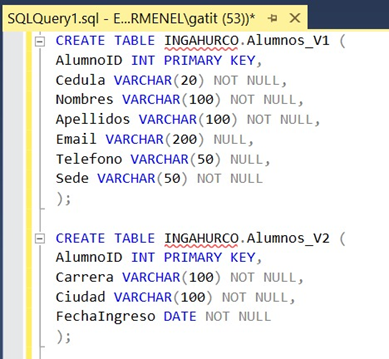 SQLQuery1.sql - E...RMENEL\gatit (53))*
CREATE TABLE INGAHURCO.Alumnos_V1 (
AlumnoID INT PRIMARY KEY,
Cedula VARCHAR(20) NOT NULL,
Nombres VARCHAR(100) NOT NULL,
Apellidos VARCHAR(100) NOT NULL,
Email VARCHAR(200) NULL,
Telefono VARCHAR(50) NULL,
Sede VARCHAR(50) NOT NULL
);
CREATE TABLE INGAHURCO.Alumnos_V2 (
AlumnoID INT PRIMARY KEY,
Carrera VARCHAR(100) NOT NULL,
Ciudad VARCHAR(100) NOT NULL,
FechaIngreso DATE NOT NULL
);